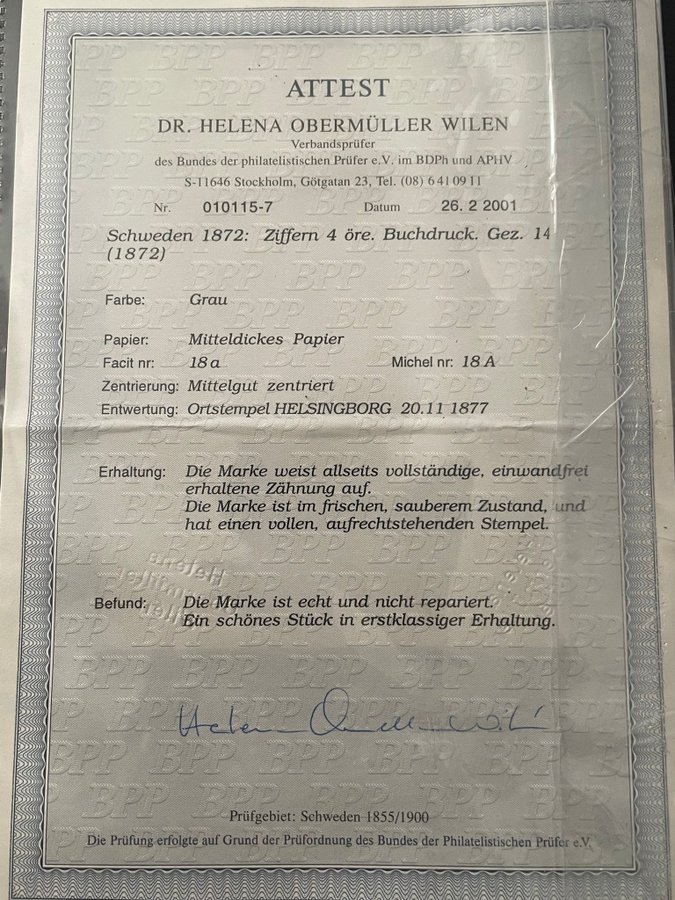 ATTEST
DR. HELENA OBERMÜLLER WILEN
Verbandsprüfer
des Bundes der philatelistischen Prüfer e.V. im BDPh und APHV
S-11646 Stockholm, Götgatan 23, Tel. (08) 6 41 09 11
Nr. 010115-7 Datum 26. 2 2001
Schweden 1872: Ziffern 4 öre. Buchdruck. Gez. 14
(1872)
Farbe: Grau
Papier: Mitteldickes Papier
Facit nr: 18 a Michel nr: 18 A
Zentrierung: Mittelgut zentriert
Entwertung: Ortstempel HELSINGBORG 20.11 1877
Erhaltung: Die Marke weist allseits vollständige, einwandfrei
erhaltene Zähnung auf.
Die Marke ist im frischen, sauberem Zustand, und
hat einen vollen, aufrechtstehenden Stempel.
Befund: Die Marke ist echt und nicht repariert.
Ein schönes Stück in erstklassiger Erhaltung.
Prüfgebiet: Schweden 1855/1900
Die Prüfung erfolgte auf Grund der Prüfordnung des Bundes der Philatelistischen Prüfer e.V.